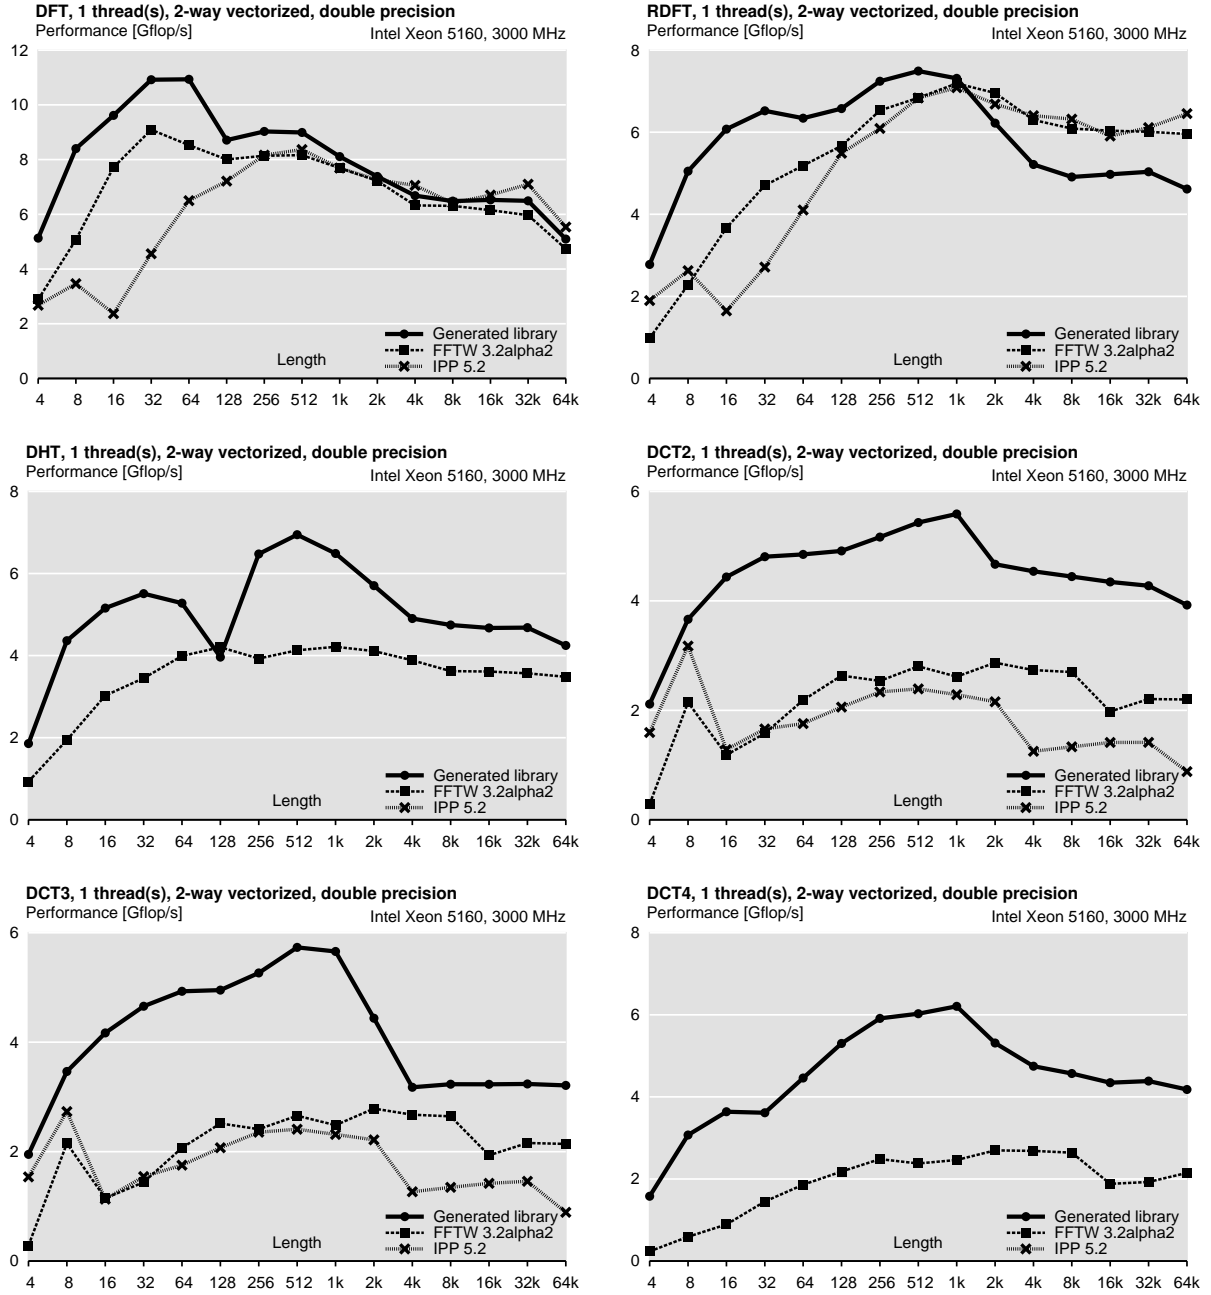 DFT, 1 thread(s), 2-way vectorized, double precision
Performance [Gflop/s]
Intel Xeon 5160, 3000 MHz
12
10
8
6
4
2
0
Generated library
FFTW 3.2alpha2
IPP 5.2
Length
4 8 16 32 64 128 256 512 1k 2k 4k 8k 16k 32k 64k
RDFT, 1 thread(s), 2-way vectorized, double precision
Performance [Gflop/s]
Intel Xeon 5160, 3000 MHz
8
6
4
2
0
Generated library
FFTW 3.2alpha2
IPP 5.2
Length
4 8 16 32 64 128 256 512 1k 2k 4k 8k 16k 32k 64k
DHT, 1 thread(s), 2-way vectorized, double precision
Performance [Gflop/s]
Intel Xeon 5160, 3000 MHz
8
6
4
2
0
Generated library
FFTW 3.2alpha2
IPP 5.2
Length
4 8 16 32 64 128 256 512 1k 2k 4k 8k 16k 32k 64k
DCT2, 1 thread(s), 2-way vectorized, double precision
Performance [Gflop/s]
Intel Xeon 5160, 3000 MHz
6
4
2
0
Generated library
FFTW 3.2alpha2
IPP 5.2
Length
4 8 16 32 64 128 256 512 1k 2k 4k 8k 16k 32k 64k
DCT3, 1 thread(s), 2-way vectorized, double precision
Performance [Gflop/s]
Intel Xeon 5160, 3000 MHz
6
4
2
0
Generated library
FFTW 3.2alpha2
IPP 5.2
Length
4 8 16 32 64 128 256 512 1k 2k 4k 8k 16k 32k 64k
DCT4, 1 thread(s), 2-way vectorized, double precision
Performance [Gflop/s]
Intel Xeon 5160, 3000 MHz
8
6
4
2
0
Generated library
FFTW 3.2alpha2
IPP 5.2
Length
4 8 16 32 64 128 256 512 1k 2k 4k 8k 16k 32k 64k